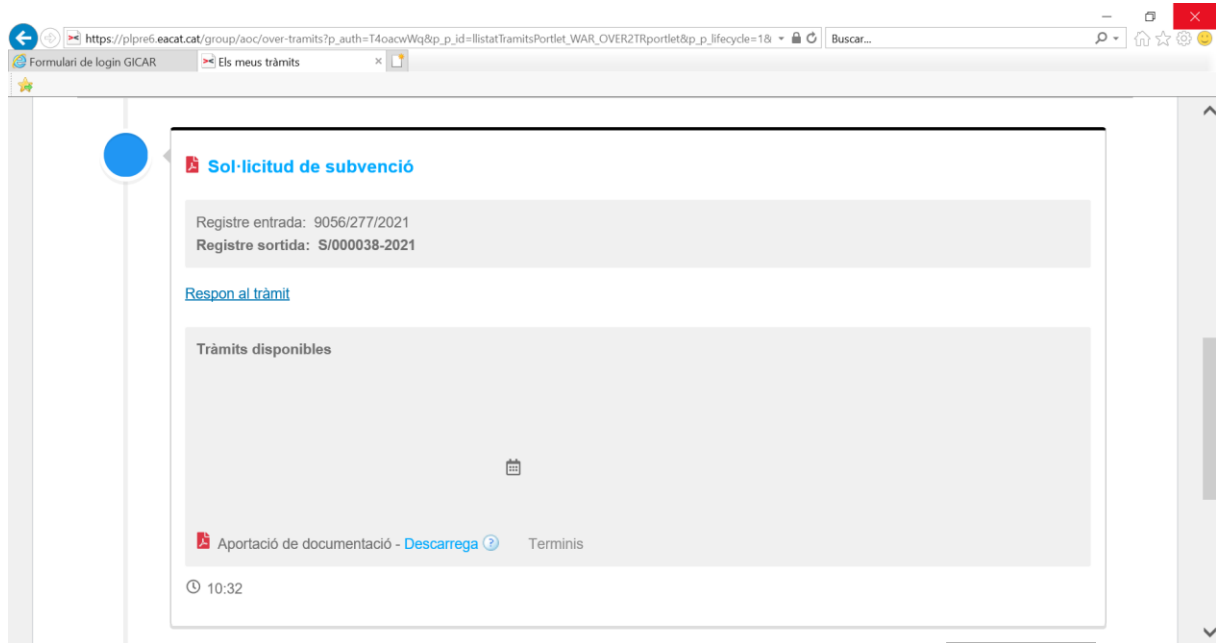 https://plpre6.eacat.cat/group/aoc/over-tramits?p_auth=T4oacwWq&p_p_id=llistatTramitsPortlet_WAR_OVER2TRportlet&p_p_lifecycle=1& Buscar...
Formulari de login GICAR Els meus tràmits
Sol·licitud de subvenció
Registre entrada: 9056/277/2021
Registre sortida: S/000038-2021
Respon al tràmit
Tràmits disponibles
Aportació de documentació - Descarrega ? Terminis
10:32